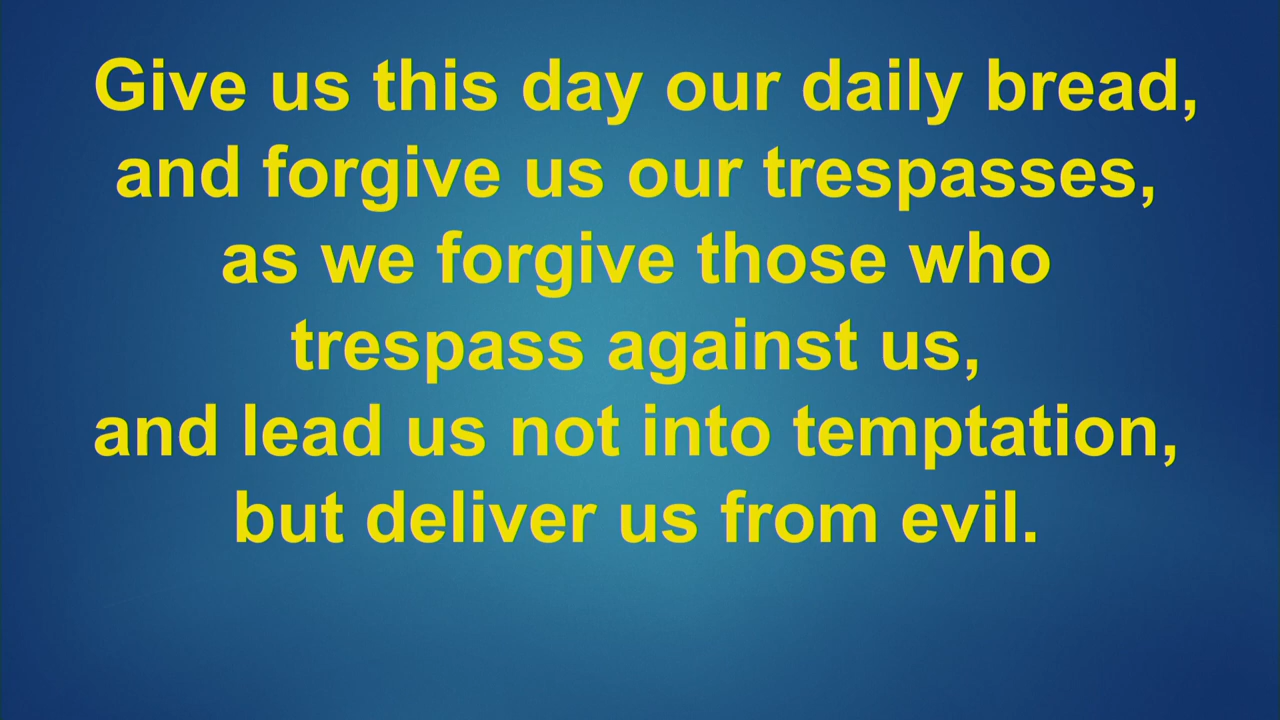 Give us this day our daily bread,
and forgive us our trespasses,
as we forgive those who
trespass against us,
and lead us not into temptation,
but deliver us from evil.